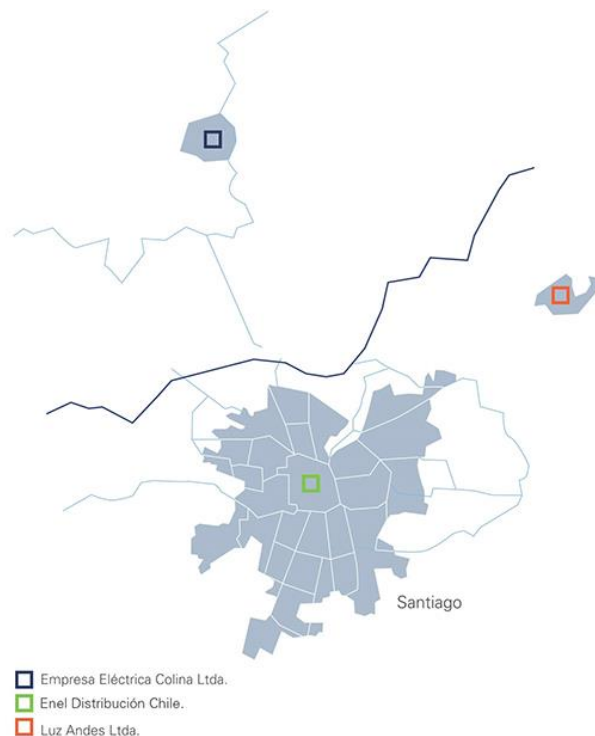 Santiago
Empresa Eléctrica Colina Ltda.
Enel Distribución Chile.
Luz Andes Ltda.